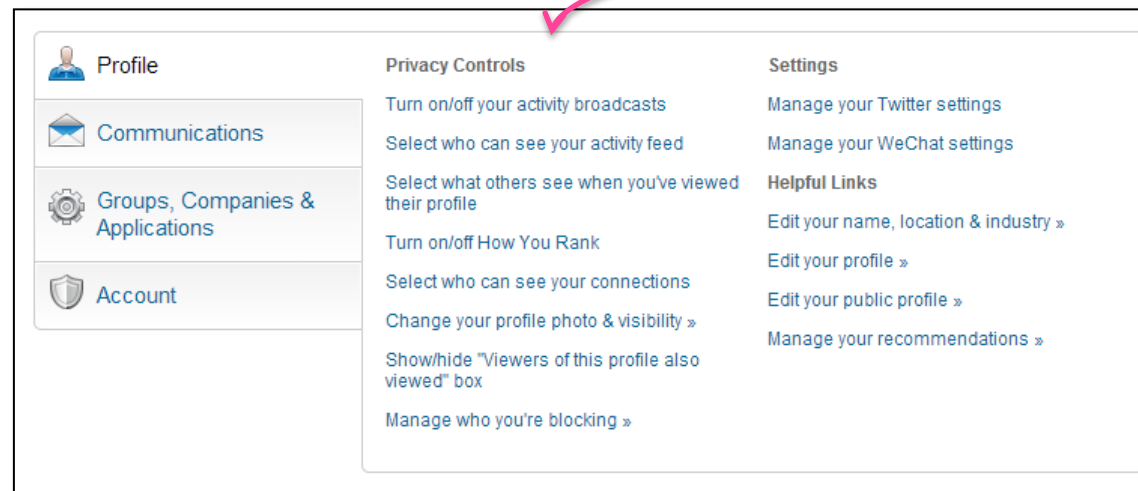 Profile
Communications
Groups, Companies &
Applications
Account
Privacy Controls
Turn on/off your activity broadcasts
Select who can see your activity feed
Select what others see when you've viewed
their profile
Turn on/off How You Rank
Select who can see your connections
Change your profile photo & visibility »
Show/hide "Viewers of this profile also
viewed" box
Manage who you're blocking »
Settings
Manage your Twitter settings
Manage your WeChat settings
Helpful Links
Edit your name, location & industry »
Edit your profile »
Edit your public profile »
Manage your recommendations »